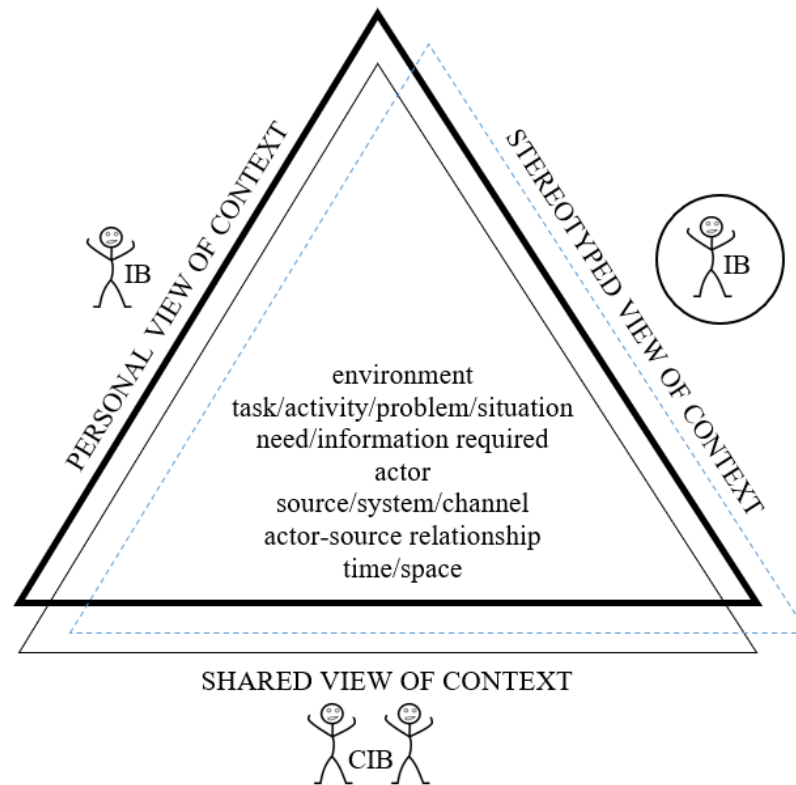 PERSONAL VIEW OF CONTEXT
STEREOTYPED VIEW OF CONTEXT
IB
IB
environment
task/activity/problem/situation
need/information required
actor
source/system/channel
actor-source relationship
time/space
SHARED VIEW OF CONTEXT
CIB